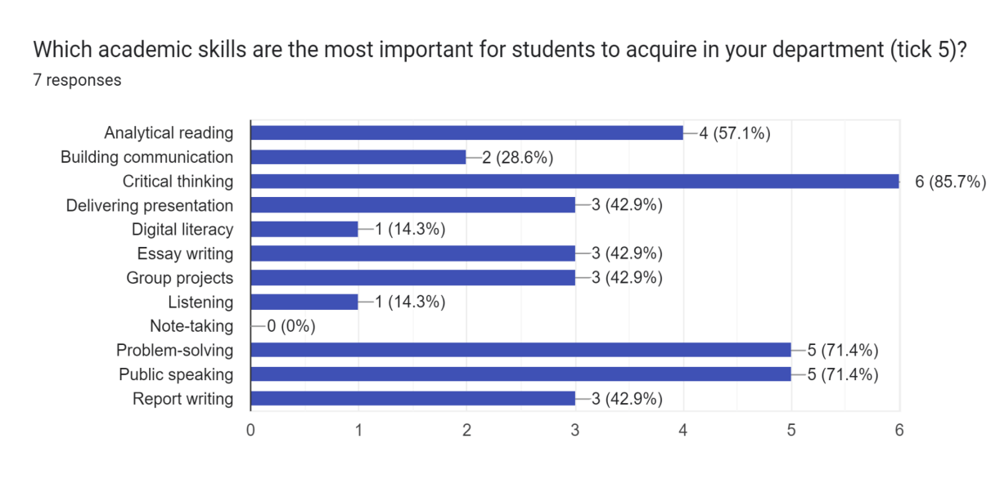 Which academic skills are the most important for students to acquire in your department (tick 5)?
7 responses
Analytical reading 4 (57.1%)
Building communication 2 (28.6%)
Critical thinking 6 (85.7%)
Delivering presentation 3 (42.9%)
Digital literacy 1 (14.3%)
Essay writing 3 (42.9%)
Group projects 3 (42.9%)
Listening 1 (14.3%)
Note-taking 0 (0%)
Problem-solving 5 (71.4%)
Public speaking 5 (71.4%)
Report writing 3 (42.9%)
0 1 2 3 4 5 6